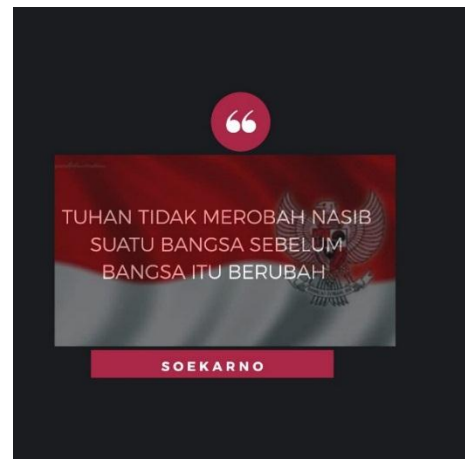 ❝
TUHAN TIDAK MEROBAH NASIB
SUATU BANGSA SEBELUM
BANGSA ITU BERUBAH
SOEKARNO